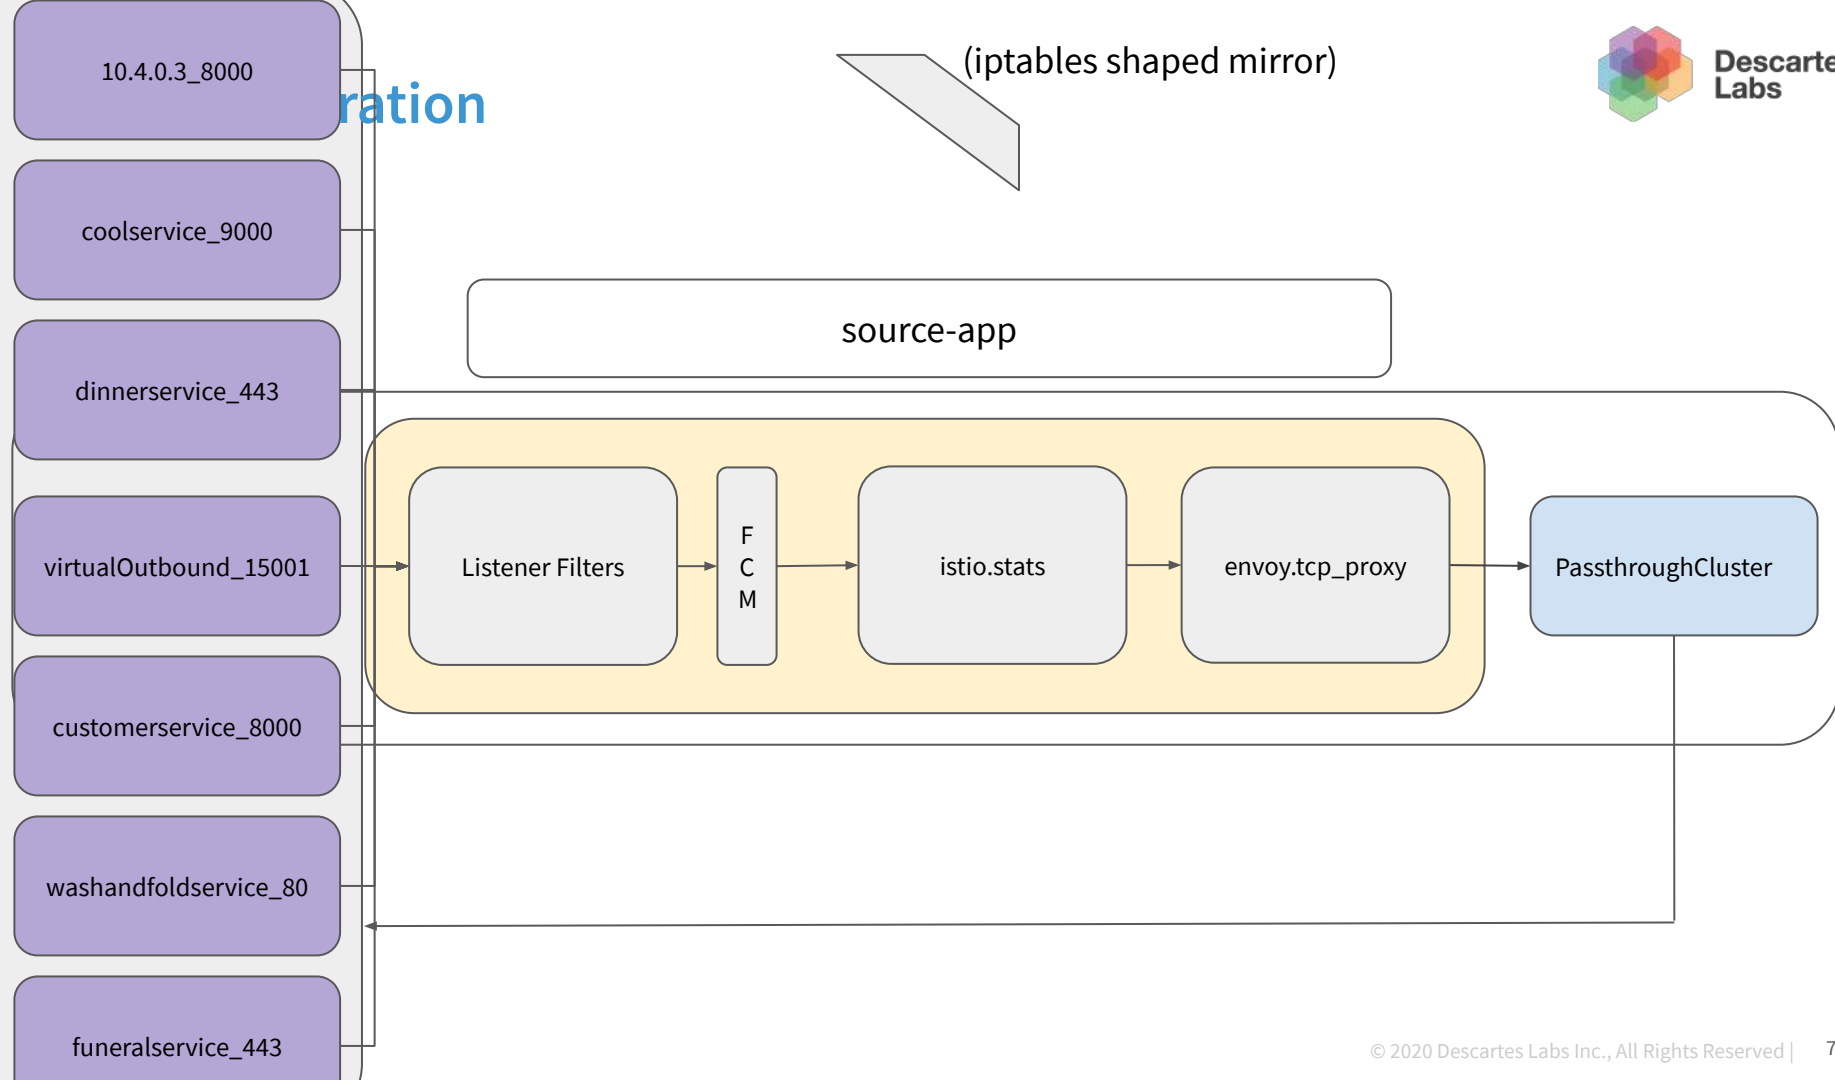 10.4.0.3_8000
ration
(iptables shaped mirror)
Descarte
Labs
coolservice_9000
source-app
dinnerservice_443
virtualOutbound_15001
Listener Filters
F
C
M
istio.stats
envoy.tcp_proxy
PassthroughCluster
customerservice_8000
washandfoldservice_80
funeralservice_443
© 2020 Descartes Labs Inc., All Rights Reserved |
7